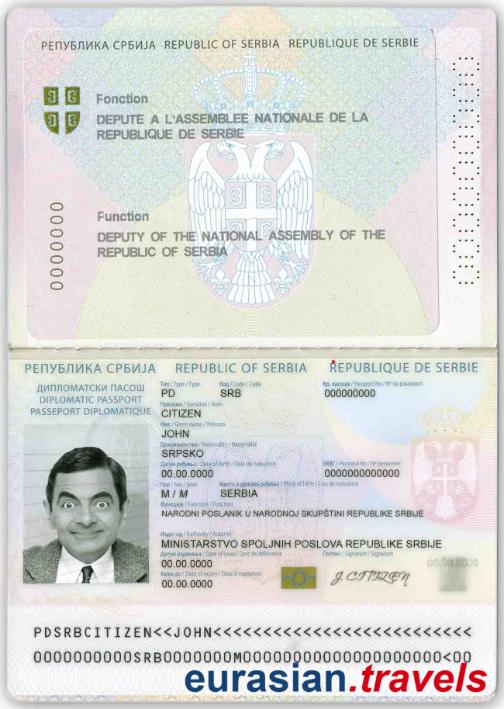 РЕПУБЛИКА СРБИЈА REPUBLIC OF SERBIA REPUBLIQUE DE SERBIE
Fonction
DEPUTE A L'ASSEMBLEE NATIONALE DE LA
REPUBLIQUE DE SERBIE
0000000
Function
DEPUTY OF THE NATIONAL ASSEMBLY OF THE
REPUBLIC OF SERBIA
РЕПУБЛИКА СРБИЈА REPUBLIC OF SERBIA REPUBLIQUE DE SERBIE
ДИПЛОМАТСКИ ПАСОШ
DIPLOMATIC PASSPORT
PASSEPORT DIPLOMATIQUE
Тип / Type / Type Код / Code / Code Бр. пасоша / Passport No / Nº du passeport
PD SRB 000000000
Презиме / Surname / Nom
CITIZEN
Име / Given name / Prénom
JOHN
Држављанство / Nationality / Nationalité
SRPSKO
Датум рођења / Date of birth / Date de naissance ЈМБГ / Personal No / Nº personnel
00.00.0000 0000000000000
Пол / Sex / Sexe Место и држава рођења / Place of birth / Lieu de naissance
М / M SERBIA
Функција / Function / Fonction
NARODNI POSLANIK U NARODNOJ SKUPŠTINI REPUBLIKE SRBIJE
Издат од / Authority / Autorité
MINISTARSTVO SPOLJNIH POSLOVA REPUBLIKE SRBIJE
Датум издавања / Date of issue / Date de délivrance Потпис / Signature / Signature
00.00.0000 J. CITIZEN 00.00.0000
Важи до / Date of expiry / Date d'expiration
00.00.0000
PDSRBCITIZEN<<JOHN<<<<<<<<<<<<<<<<<<<<<<<<<<
0000000000SRB0000000M000000000000000000000<00
eurasian.travels